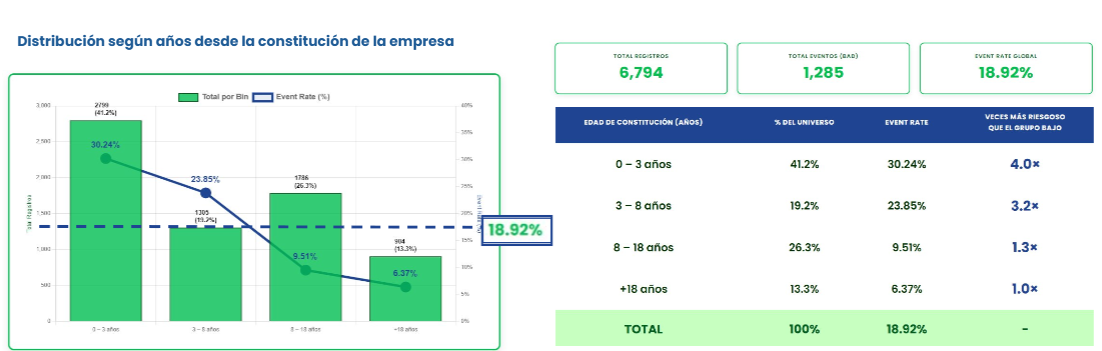 Distribución según años desde la constitución de la empresa
Total por Bin Event Rate (%)
3,000
2,500
2,000
1,500
1,000
500
0
40%
35%
30%
25%
20%
15%
10%
5%
0%
Total Registros
2799
(41.2%)
1305
(19.2%)
1786
(26.3%)
904
(13.3%)
30.24%
23.85%
9.51%
6.37%
18.92%
0 – 3 años
3 – 8 años
8 – 18 años
+18 años
TOTAL REGISTROS
6,794
TOTAL EVENTOS (BAD)
1,285
EVENT RATE GLOBAL
18.92%
EDAD DE CONSTITUCIÓN (AÑOS) % DEL UNIVERSO EVENT RATE VECES MÁS RIESGOSO
QUE EL GRUPO BAJO
0 – 3 años 41.2% 30.24% 4.0×
3 – 8 años 19.2% 23.85% 3.2×
8 – 18 años 26.3% 9.51% 1.3×
+18 años 13.3% 6.37% 1.0×
TOTAL 100% 18.92% –